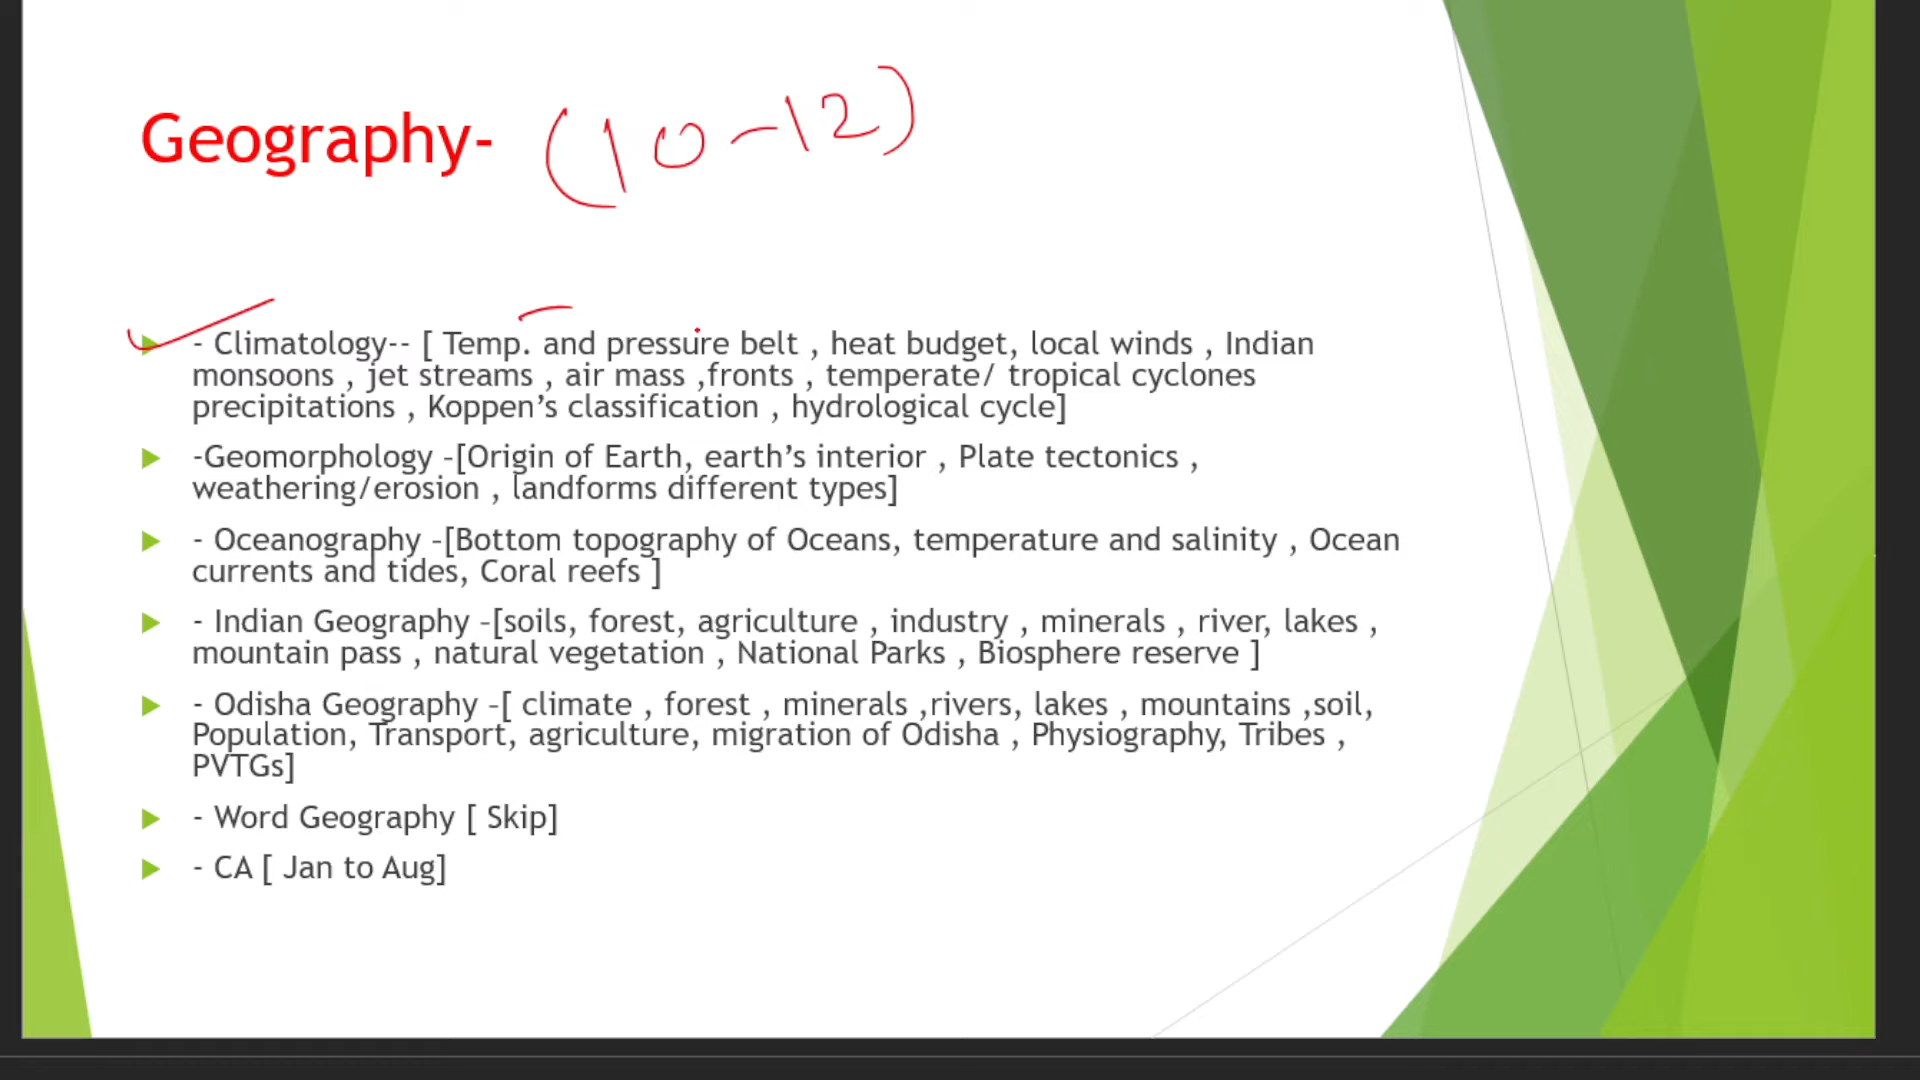 Geography- (10-12)
- Climatology-- [ Temp. and pressure belt , heat budget, local winds , Indian
monsoons , jet streams , air mass ,fronts , temperate/ tropical cyclones
precipitations , Koppen’s classification , hydrological cycle]
-Geomorphology –[Origin of Earth, earth’s interior , Plate tectonics ,
weathering/erosion , landforms different types]
- Oceanography –[Bottom topography of Oceans, temperature and salinity , Ocean
currents and tides, Coral reefs ]
- Indian Geography –[soils, forest, agriculture , industry , minerals , river, lakes ,
mountain pass , natural vegetation , National Parks , Biosphere reserve ]
- Odisha Geography –[ climate , forest , minerals ,rivers, lakes , mountains ,soil,
Population, Transport, agriculture, migration of Odisha , Physiography, Tribes ,
PVTGs]
- Word Geography [ Skip]
- CA [ Jan to Aug]